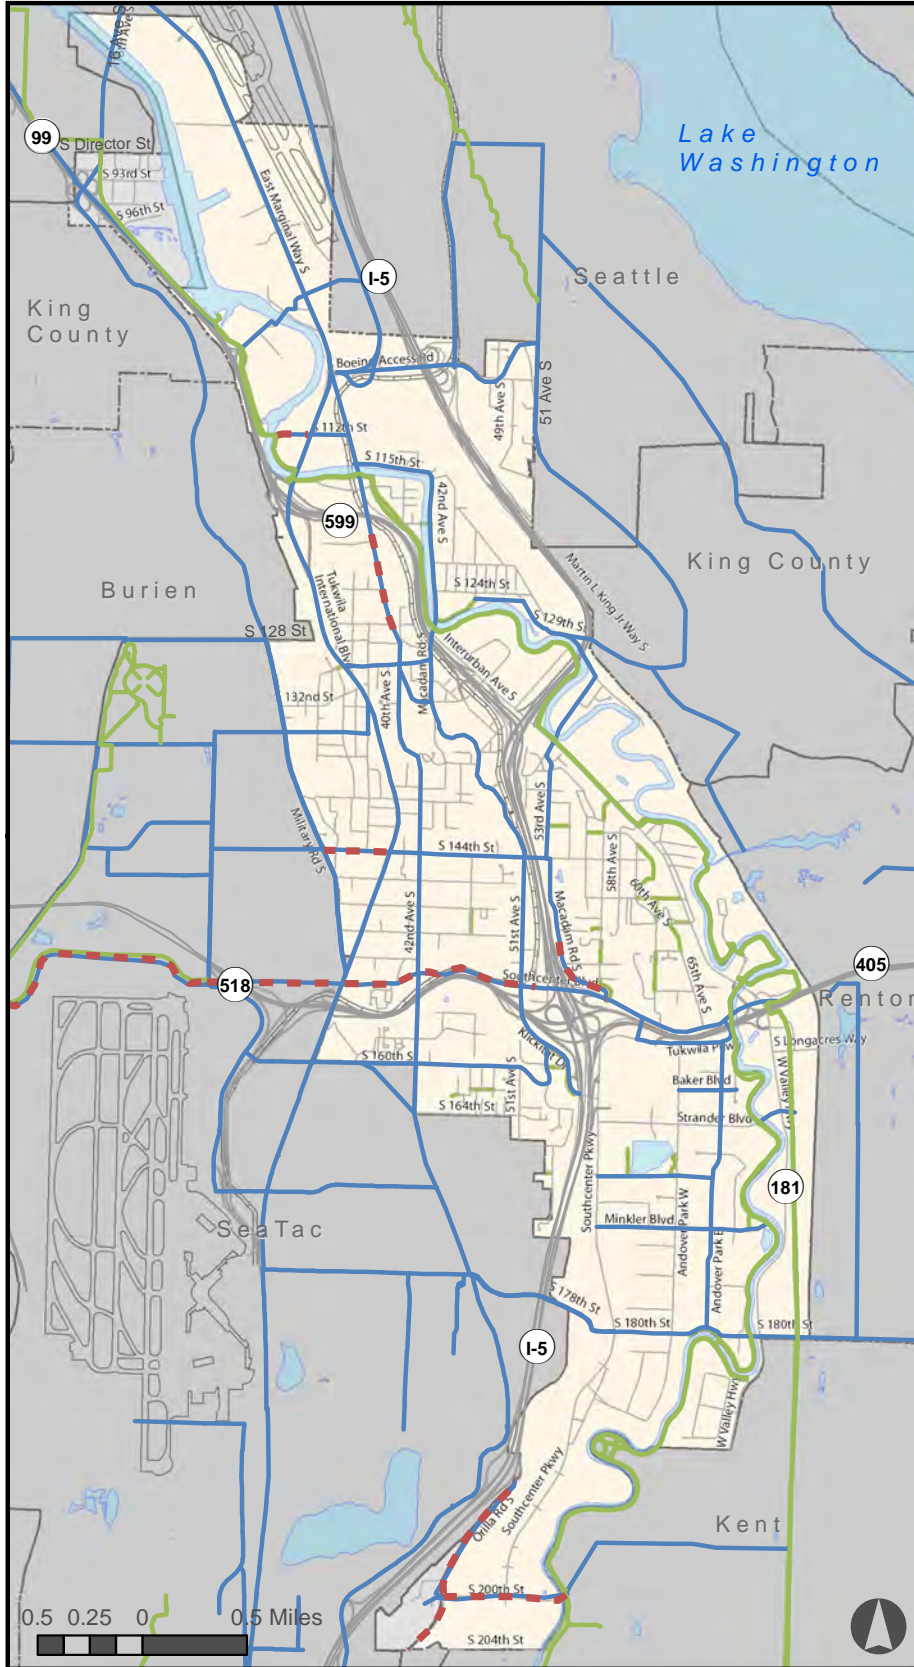 16 Ave S
99
S Director St
S 93rd St
S 96th St
East Marginal Way S
Lake
Washington
I-5
Seattle
King
County
Boeing Access Rd
49th Ave S
51 Ave S
S 112th St
S 115th St
42nd Ave S
599
Martin L King Jr Way S
King County
Burien
Tukwila
International Blv
S 124th St
S 129th St
S 128 St
Interurban Ave S
Macadam Rd S
40th Ave S
132nd St
Military Rd S
53rd Ave S
S 144th St
58th Ave S
60th Ave S
42nd Ave S
51st Ave S
Macadam Rd S
65th Ave S
405
518
Southcenter Blvd
Renton
S 160th S
Klickitat Dr
Tukwila Pkwy
S Longacres Way
51st Ave S
Baker Blvd
W Valley Hwy
S 164th St
Strander Blvd
Southcenter Pkwy
181
Andover Park W
Minkler Blvd
SeaTac
Andover Park E
S 178th St
S 180th St
S 180th St
I-5
W Valley Hwy
Southcenter Pkwy
Orilla Rd S
Kent
S 200th St
0.5 0.25 0 0.5 Miles
S 204th St